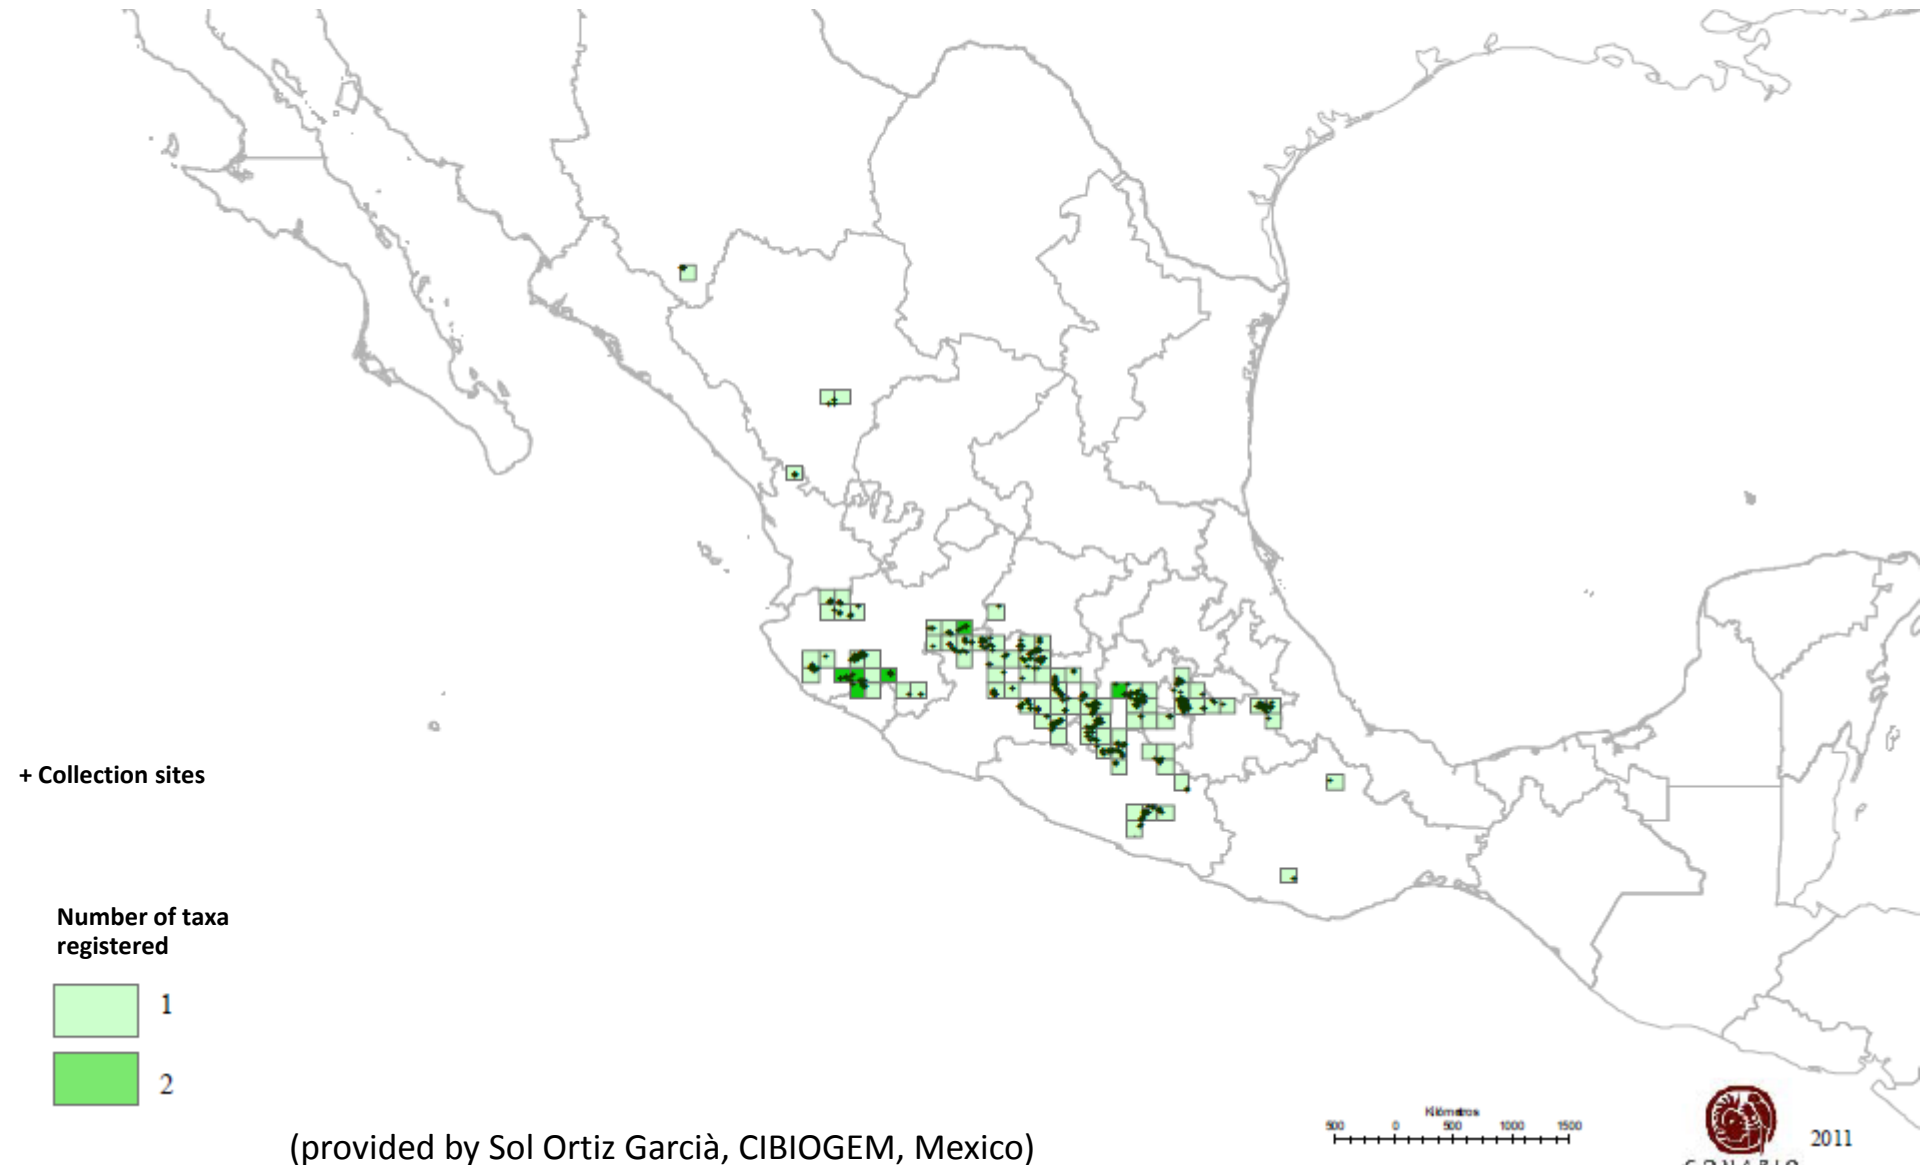 + Collection sites
Number of taxa
registered
1
2
(provided by Sol Ortiz Garcià, CIBIOGEM, Mexico)
Kilómetros
500 0 500 1000 1500
2011
CONABIO